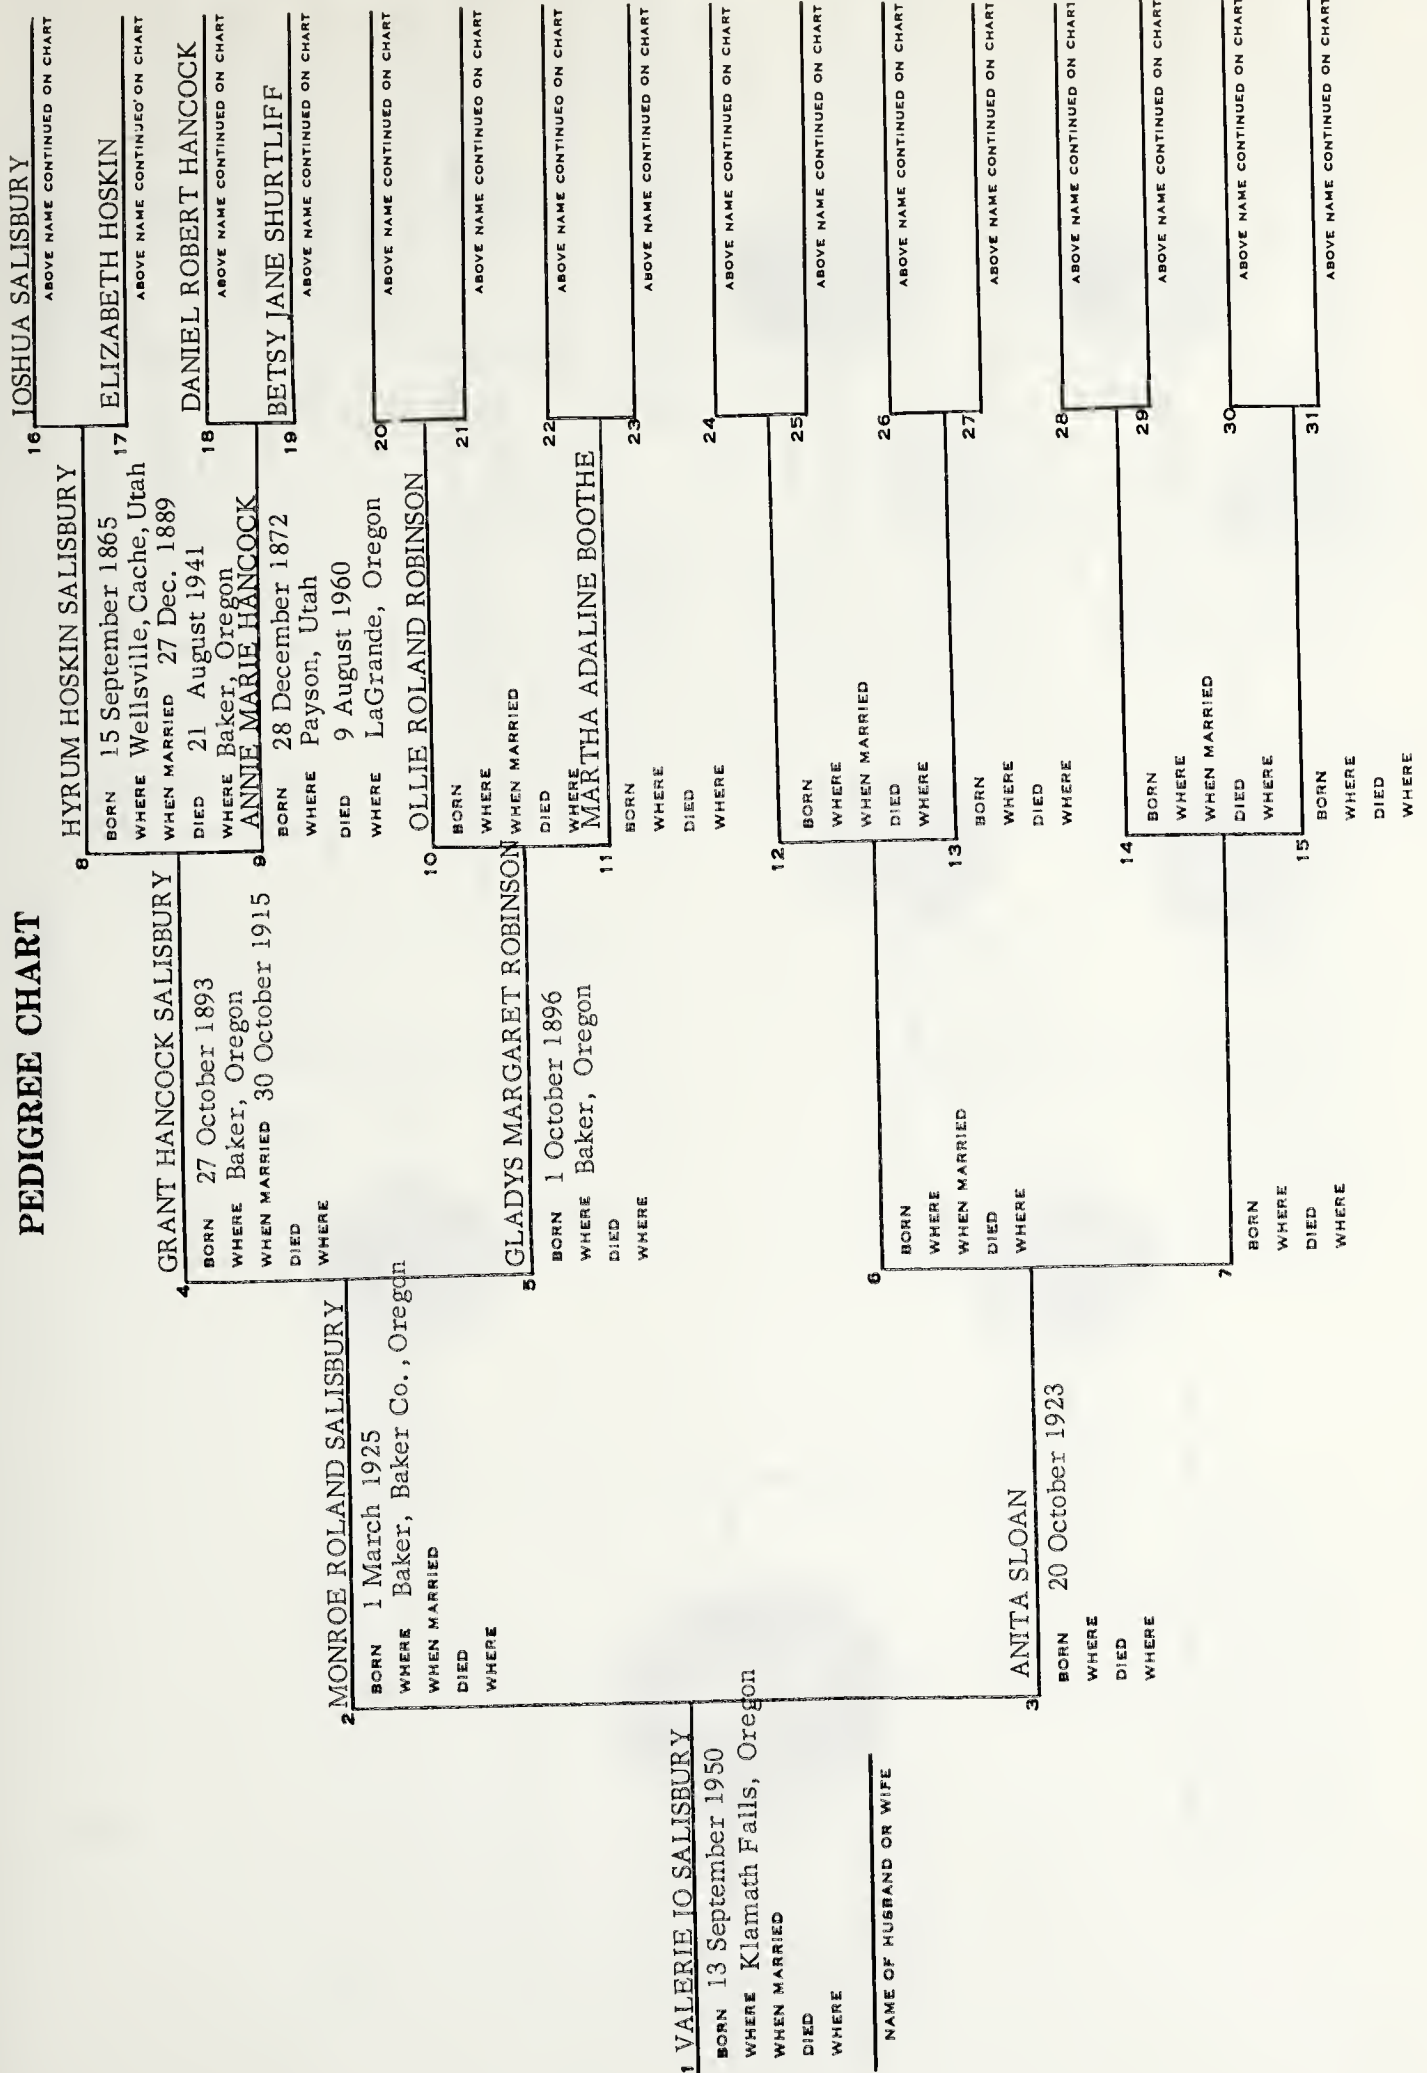 PEDIGREE CHART
1 VALERIE JO SALISBURY
BORN 13 September 1950
WHERE Klamath Falls, Oregon
WHEN MARRIED
DIED
WHERE
NAME OF HUSBAND OR WIFE
2 MONROE ROLAND SALISBURY
BORN 1 March 1925
WHERE Baker, Baker Co., Oregon
WHEN MARRIED
DIED
WHERE
3 ANITA SLOAN
BORN 20 October 1923
WHERE
DIED
WHERE
4 GRANT HANCOCK SALISBURY
BORN 27 October 1893
WHERE Baker, Oregon
WHEN MARRIED 30 October 1915
DIED
WHERE
5 GLADYS MARGARET ROBINSON
BORN 1 October 1896
WHERE Baker, Oregon
DIED
WHERE
6
BORN
WHERE
WHEN MARRIED
DIED
WHERE
7
BORN
WHERE
DIED
WHERE
8 HYRUM HOSKIN SALISBURY
BORN 15 September 1865
WHERE Wellsville, Cache, Utah
WHEN MARRIED 27 Dec. 1889
DIED 21 August 1941
WHERE Baker, Oregon
9 ANNIE MARIE HANCOCK
BORN 28 December 1872
WHERE Payson, Utah
DIED 9 August 1960
WHERE LaGrande, Oregon
10 OLLIE ROLAND ROBINSON
BORN
WHERE
WHEN MARRIED
DIED
WHERE
11 MARTHA ADALINE BOOTHE
BORN
WHERE
DIED
WHERE
12
BORN
WHERE
WHEN MARRIED
DIED
WHERE
13
BORN
WHERE
DIED
WHERE
14
BORN
WHERE
WHEN MARRIED
DIED
WHERE
15
BORN
WHERE
DIED
WHERE
16 JOSHUA SALISBURY
ABOVE NAME CONTINUED ON CHART
17 ELIZABETH HOSKIN
ABOVE NAME CONTINUED ON CHART
18 DANIEL ROBERT HANCOCK
ABOVE NAME CONTINUED ON CHART
19 BETSY JANE SHURTLIFF
ABOVE NAME CONTINUED ON CHART
20
ABOVE NAME CONTINUED ON CHART
21
ABOVE NAME CONTINUED ON CHART
22
ABOVE NAME CONTINUED ON CHART
23
ABOVE NAME CONTINUED ON CHART
24
ABOVE NAME CONTINUED ON CHART
25
ABOVE NAME CONTINUED ON CHART
26
ABOVE NAME CONTINUED ON CHART
27
ABOVE NAME CONTINUED ON CHART
28
ABOVE NAME CONTINUED ON CHART
29
ABOVE NAME CONTINUED ON CHART
30
ABOVE NAME CONTINUED ON CHART
31
ABOVE NAME CONTINUED ON CHART